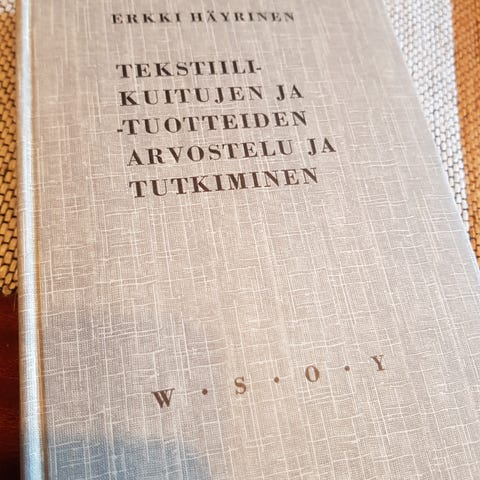 ERKKI HÄYRINEN
TEKSTIILI-
KUITUJEN JA
-TUOTTEIDEN
ARVOSTELU JA
TUTKIMINEN
W • S • O • Y